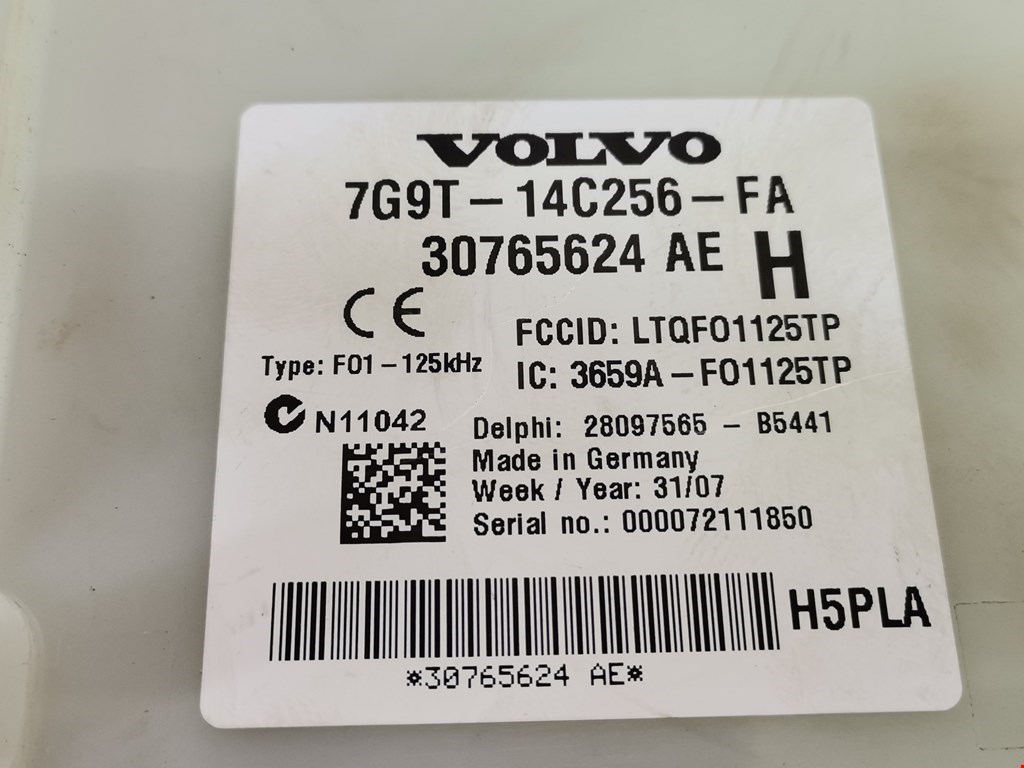 VOLVO
7G9T-14C256-FA
30765624 AE H
CE
FCCID: LTQFO1125TP
Type: FO1-125kHz
IC: 3659A-FO1125TP
N11042
Delphi: 28097565 - B5441
Made in Germany
Week / Year: 31/07
Serial no.: 000072111850
H5PLA
*30765624 AE*